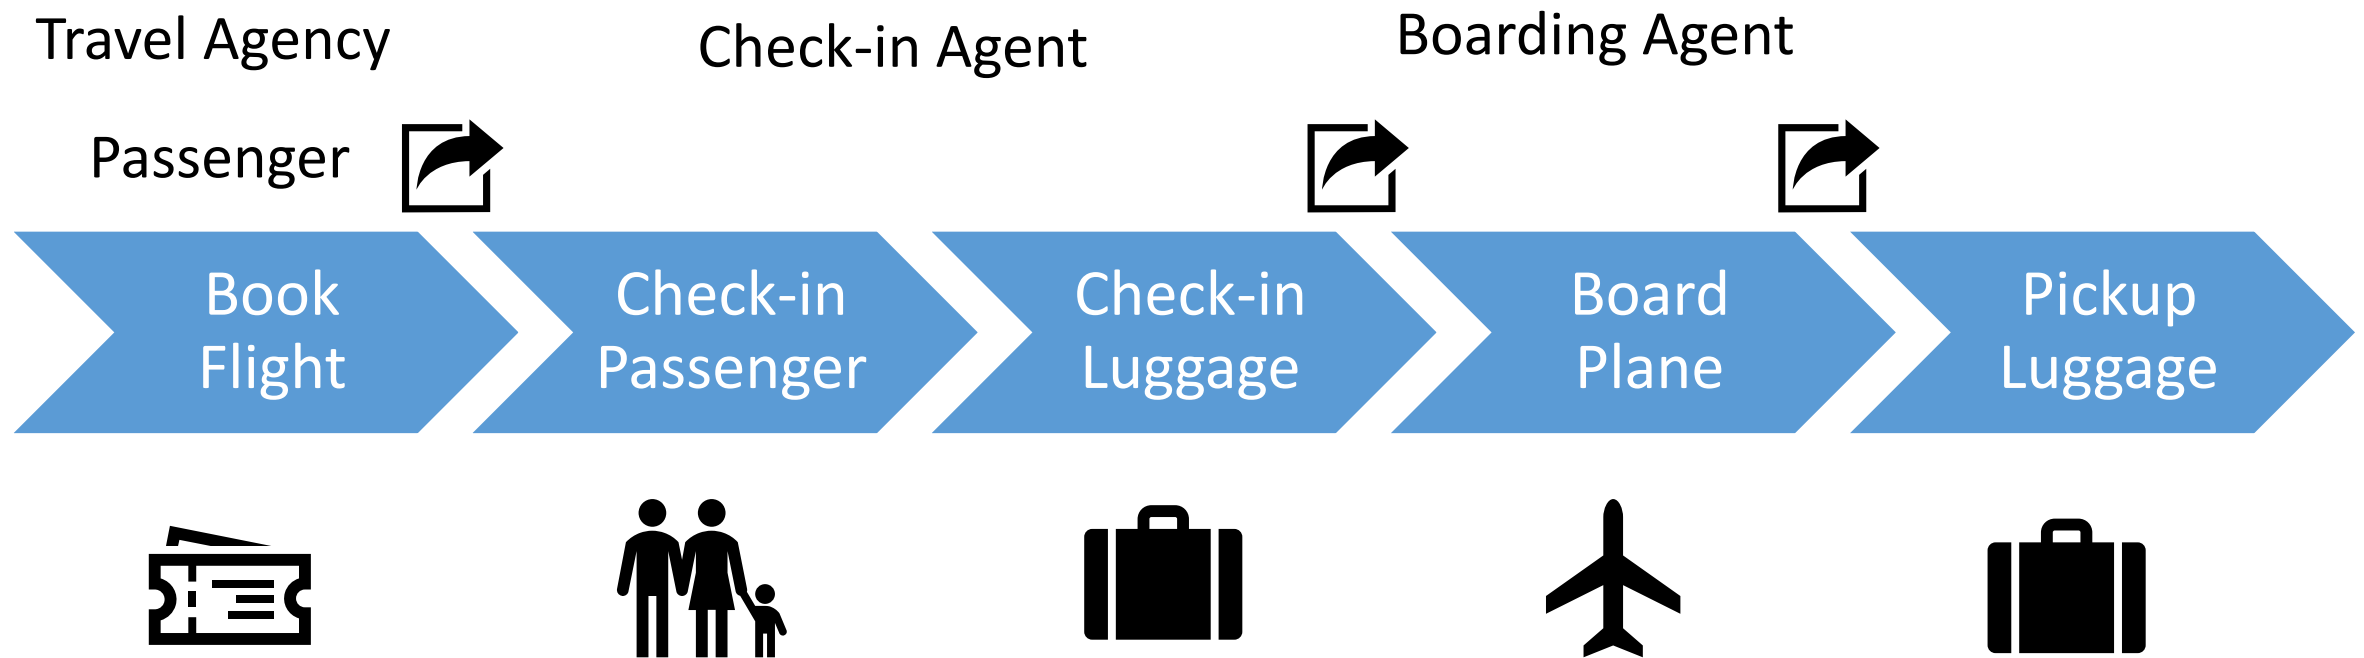 Travel Agency
Check-in Agent
Boarding Agent
Passenger
Book
Flight
Check-in
Passenger
Check-in
Luggage
Board
Plane
Pickup
Luggage